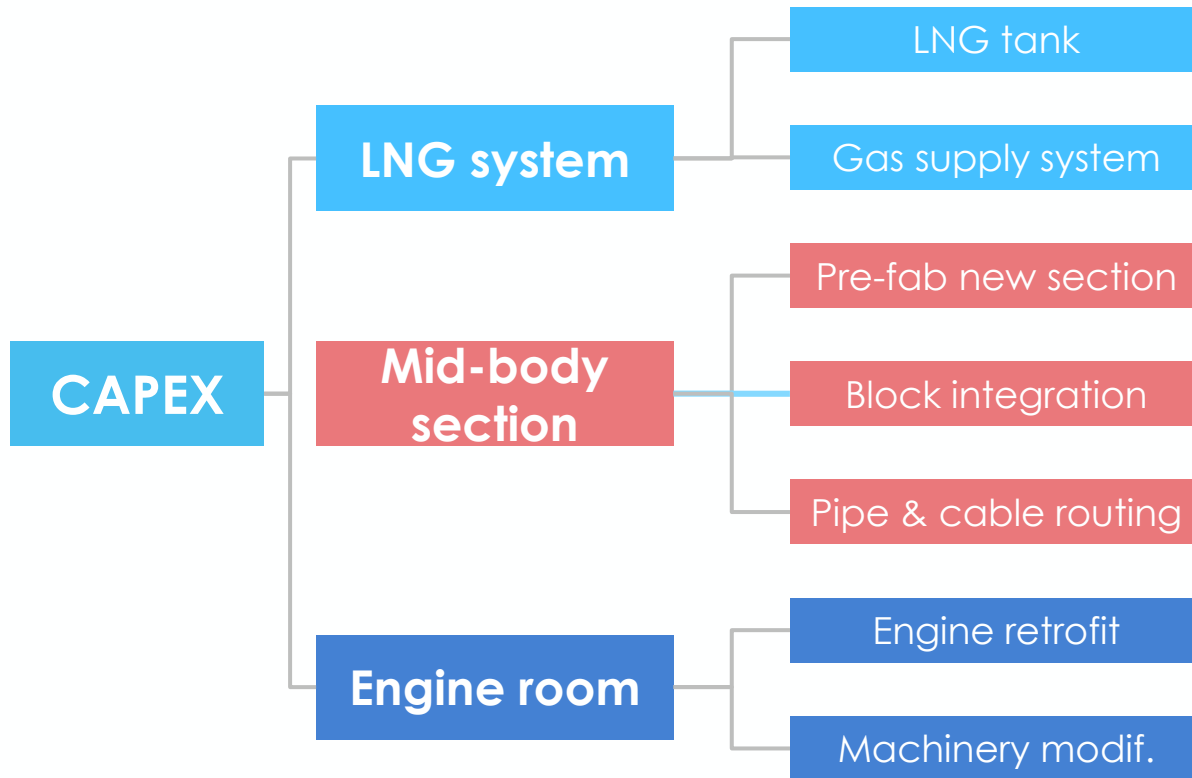 CAPEX
LNG system
LNG tank
Gas supply system
Mid-body
section
Pre-fab new section
Block integration
Pipe & cable routing
Engine room
Engine retrofit
Machinery modif.